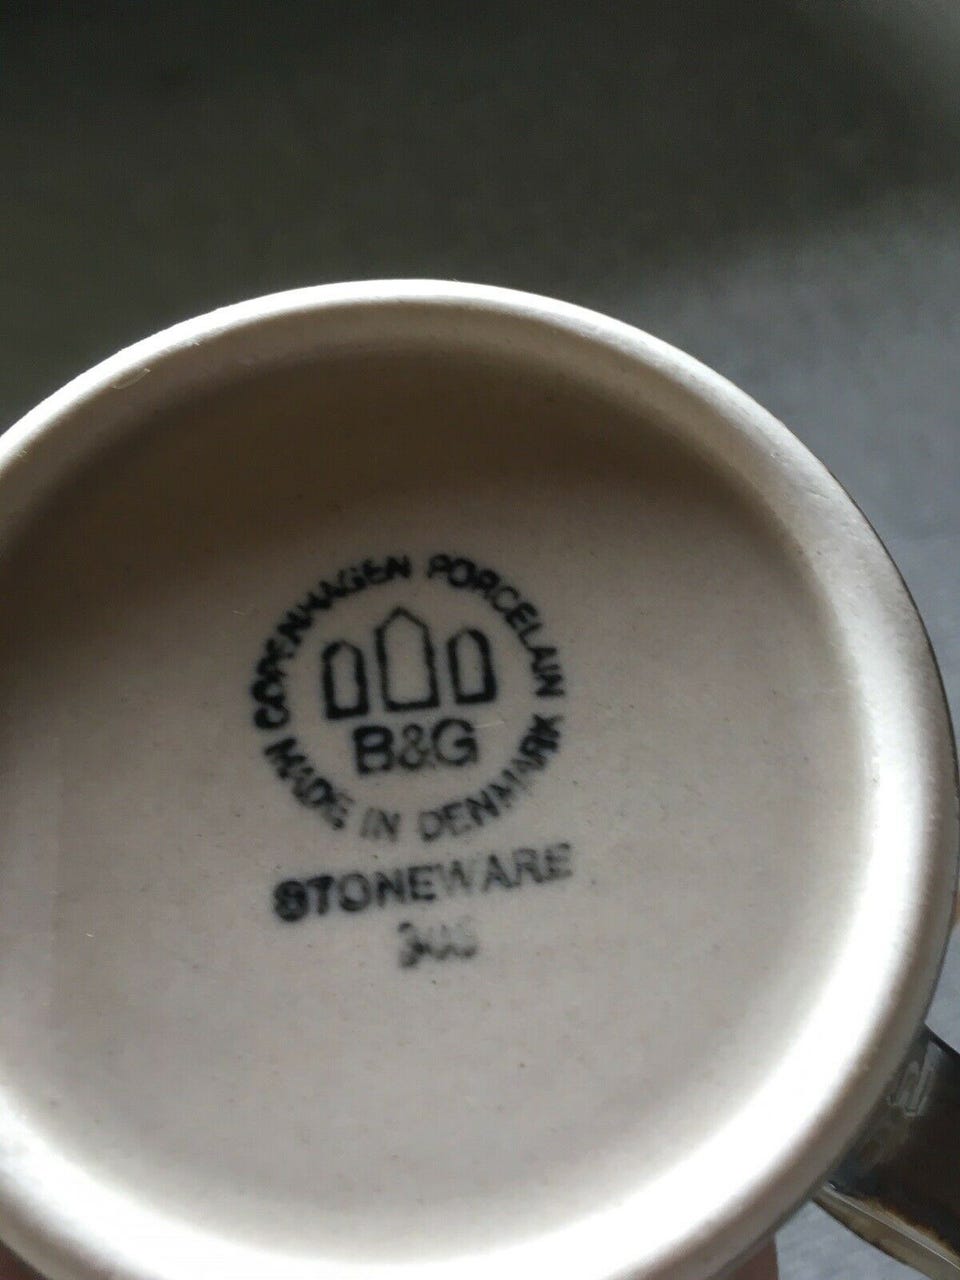 COPENHAGEN PORCELAIN
B&G
MADE IN DENMARK
STONEWARE